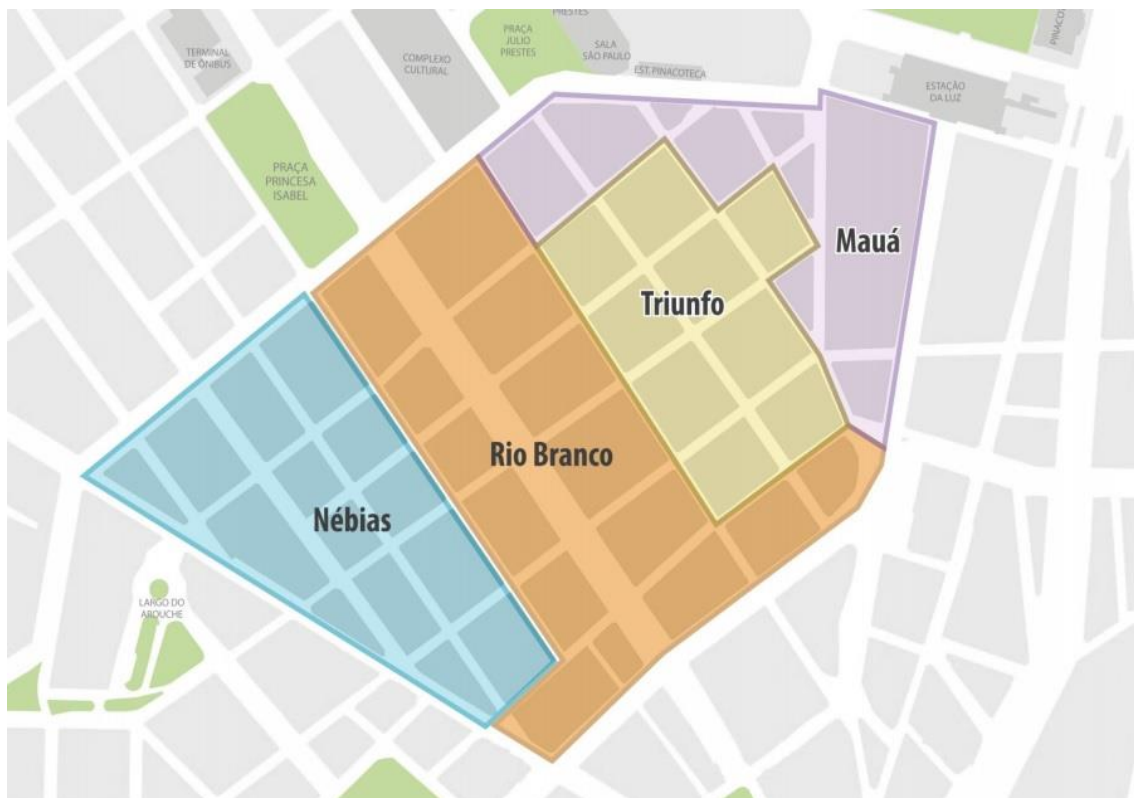 PRESTES
PRAÇA
JÚLIO
PRESTES
SALA
SÃO PAULO
TERMINAL
DE ÔNIBUS
COMPLEXO
CULTURAL
EST. PINACOTECA
ESTAÇÃO
DA LUZ
PRAÇA
PRINCESA
ISABEL
Mauá
Triunfo
Rio Branco
Nébias
LARGO DO
AROUCHE